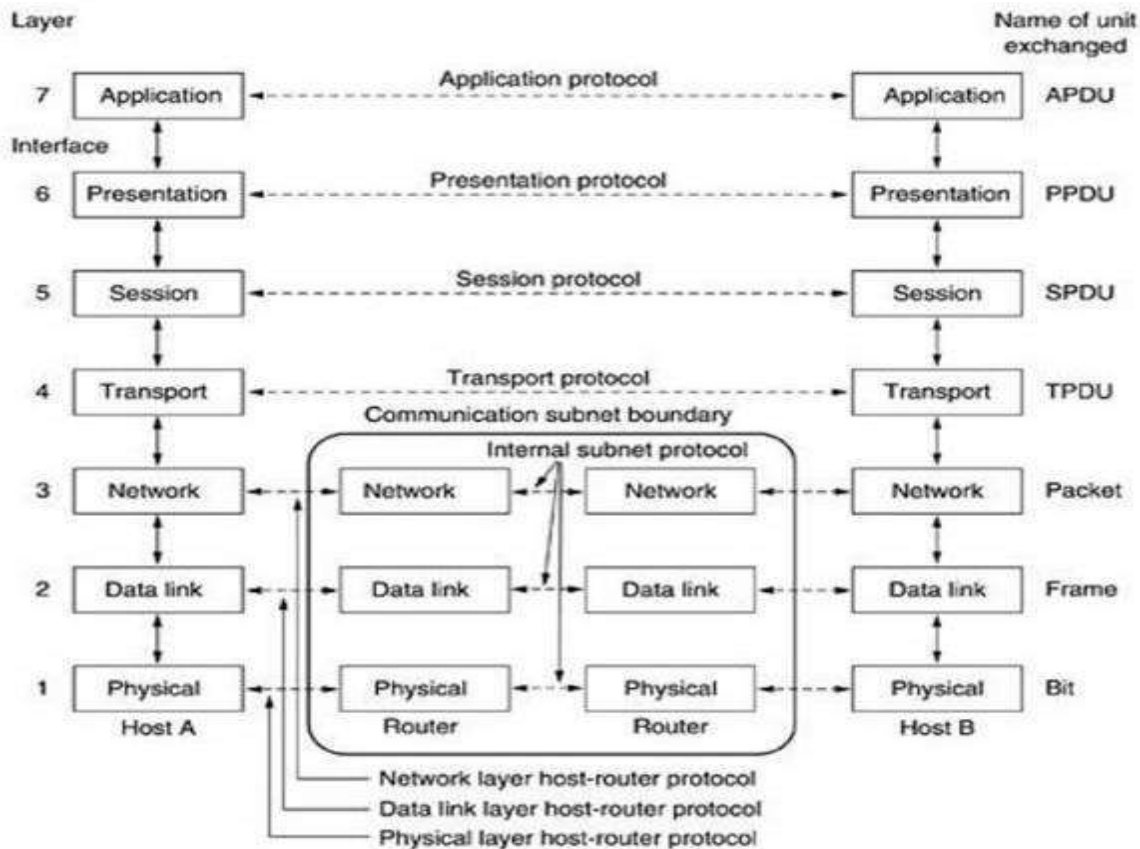 Layer
Name of unit
exchanged
Application protocol
7 Application Application APDU
Interface
Presentation protocol
6 Presentation Presentation PPDU
Session protocol
5 Session Session SPDU
Transport protocol
4 Transport Transport TPDU
Communication subnet boundary
Internal subnet protocol
3 Network Network Network Network Packet
2 Data link Data link Data link Data link Frame
1 Physical Physical Physical Physical Bit
Host A Router Router Host B
Network layer host-router protocol
Data link layer host-router protocol
Physical layer host-router protocol